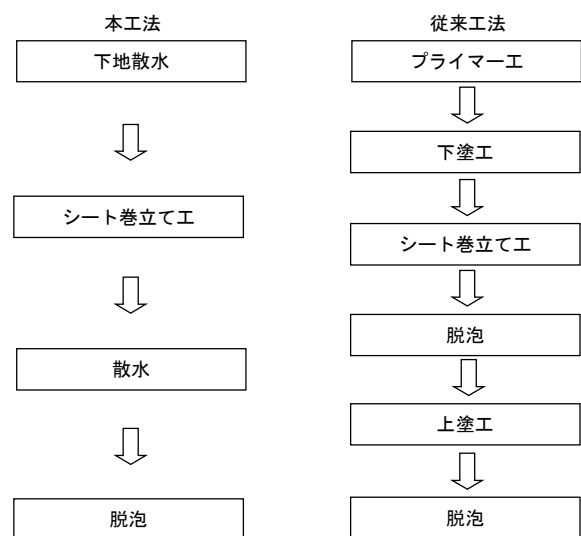 本工法
下地散水
シート巻立て工
散水
脱泡
従来工法
プライマー工
下塗工
シート巻立て工
脱泡
上塗工
脱泡